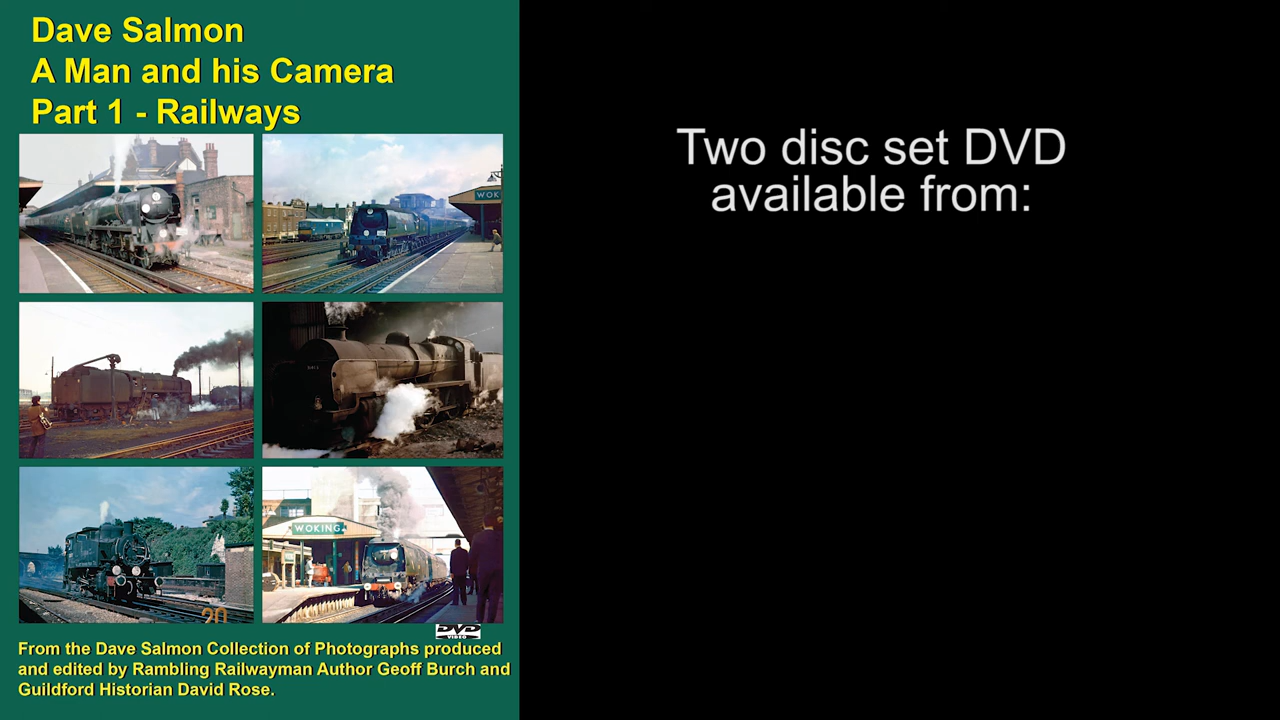 Dave Salmon
A Man and his Camera
Part 1 - Railways
Two disc set DVD
available from:
WOK
WOKING
20
DVD
VIDEO
From the Dave Salmon Collection of Photographs produced
and edited by Rambling Railwayman Author Geoff Burch and
Guildford Historian David Rose.